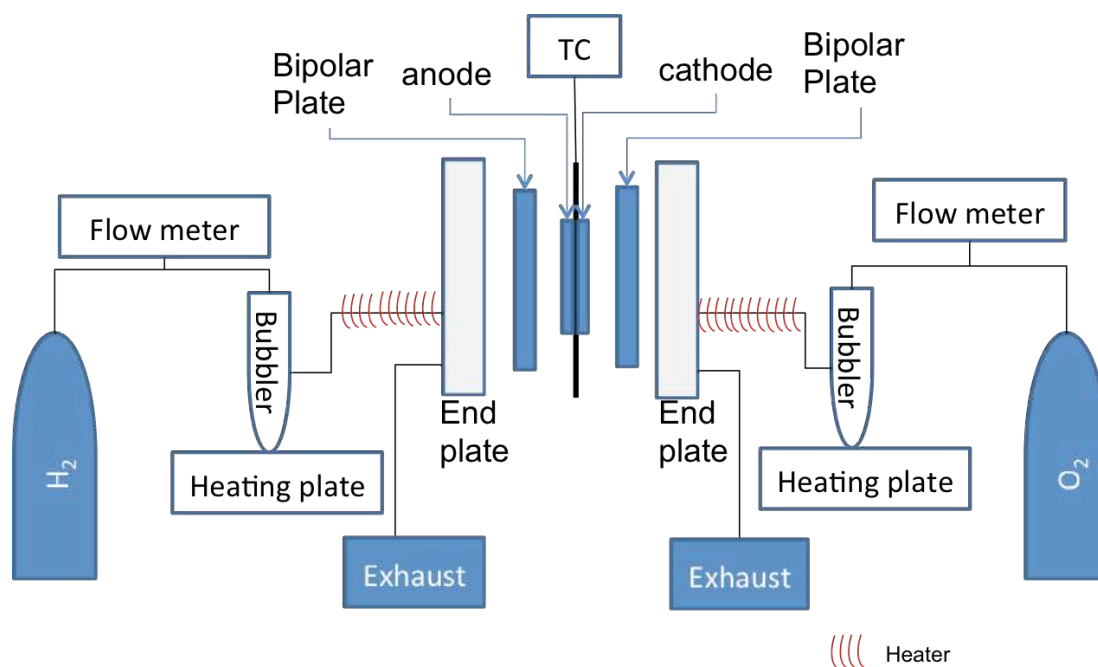 TC
Bipolar
Plate
anode
cathode
Bipolar
Plate
Flow meter
Flow meter
Bubbler
Bubbler
H₂
O₂
End
plate
End
plate
Heating plate
Heating plate
Exhaust
Exhaust
Heater